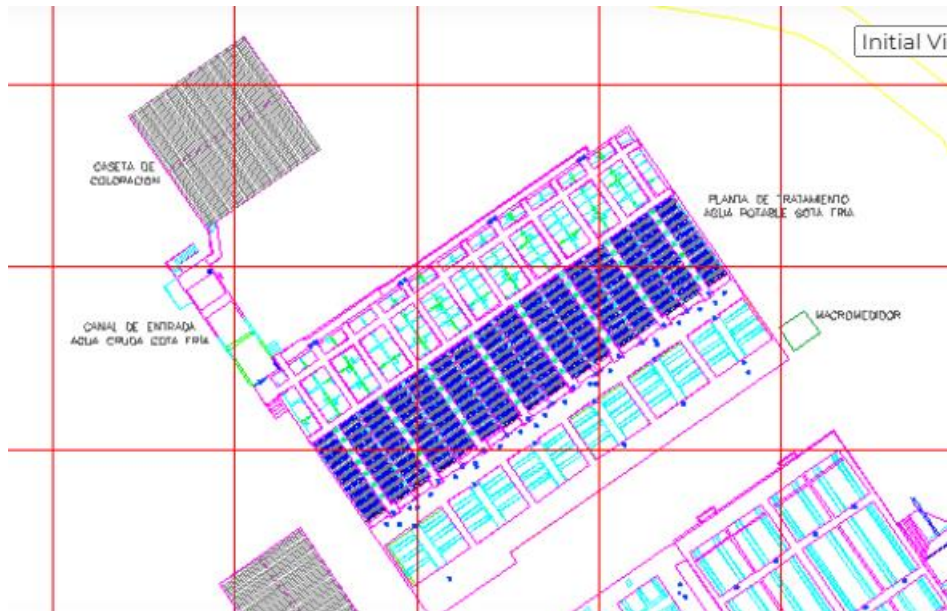 Initial Vi
CASETA DE
COLORACION
PLANTA DE TRATAMIENTO
AGUA POTABLE GOTA FRIA
CANAL DE ENTRADA
AGUA CRUDA GOTA FRIA
MACROMEDIDOR